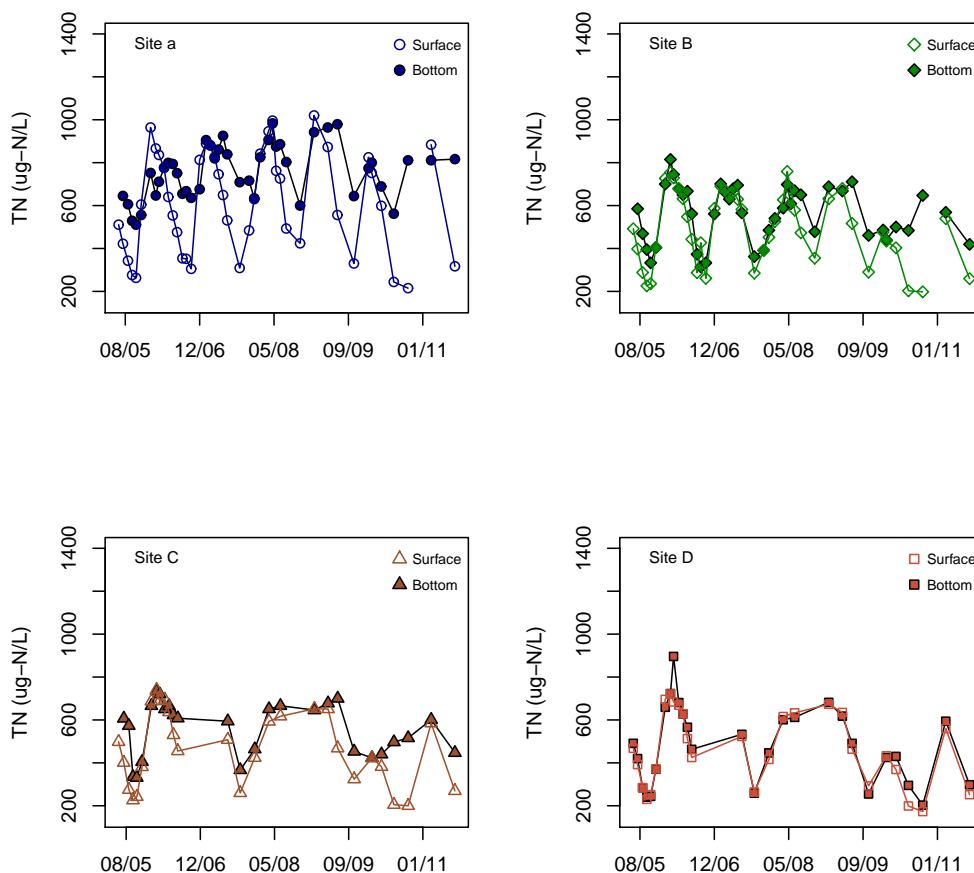 Site a
Surface
Bottom
TN (ug−N/L)
1400
1000
600
200
08/05 12/06 05/08 09/09 01/11
Site B
Surface
Bottom
TN (ug−N/L)
1400
1000
600
200
08/05 12/06 05/08 09/09 01/11
Site C
Surface
Bottom
TN (ug−N/L)
1400
1000
600
200
08/05 12/06 05/08 09/09 01/11
Site D
Surface
Bottom
TN (ug−N/L)
1400
1000
600
200
08/05 12/06 05/08 09/09 01/11